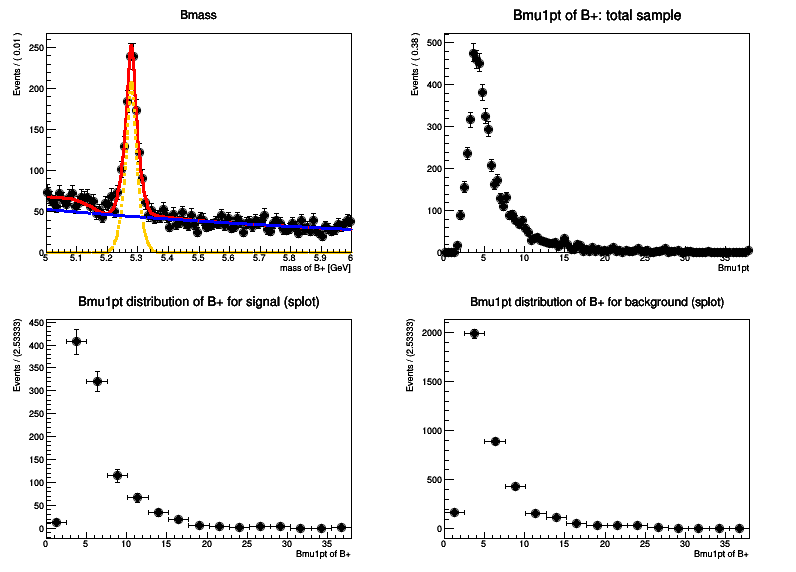 Bmass
Events / ( 0.01 )
250
200
150
100
50
0
5 5.1 5.2 5.3 5.4 5.5 5.6 5.7 5.8 5.9 6
mass of B+ [GeV]
Bmu1pt of B+: total sample
Events / ( 0.38 )
500
400
300
200
100
0
0 5 10 15 20 25 30 35
Bmu1pt
Bmu1pt distribution of B+ for signal (splot)
Events / (2.53333)
450
400
350
300
250
200
150
100
50
0
0 5 10 15 20 25 30 35
Bmu1pt of B+
Bmu1pt distribution of B+ for background (splot)
Events / (2.53333)
2000
1500
1000
500
0
0 5 10 15 20 25 30 35
Bmu1pt of B+